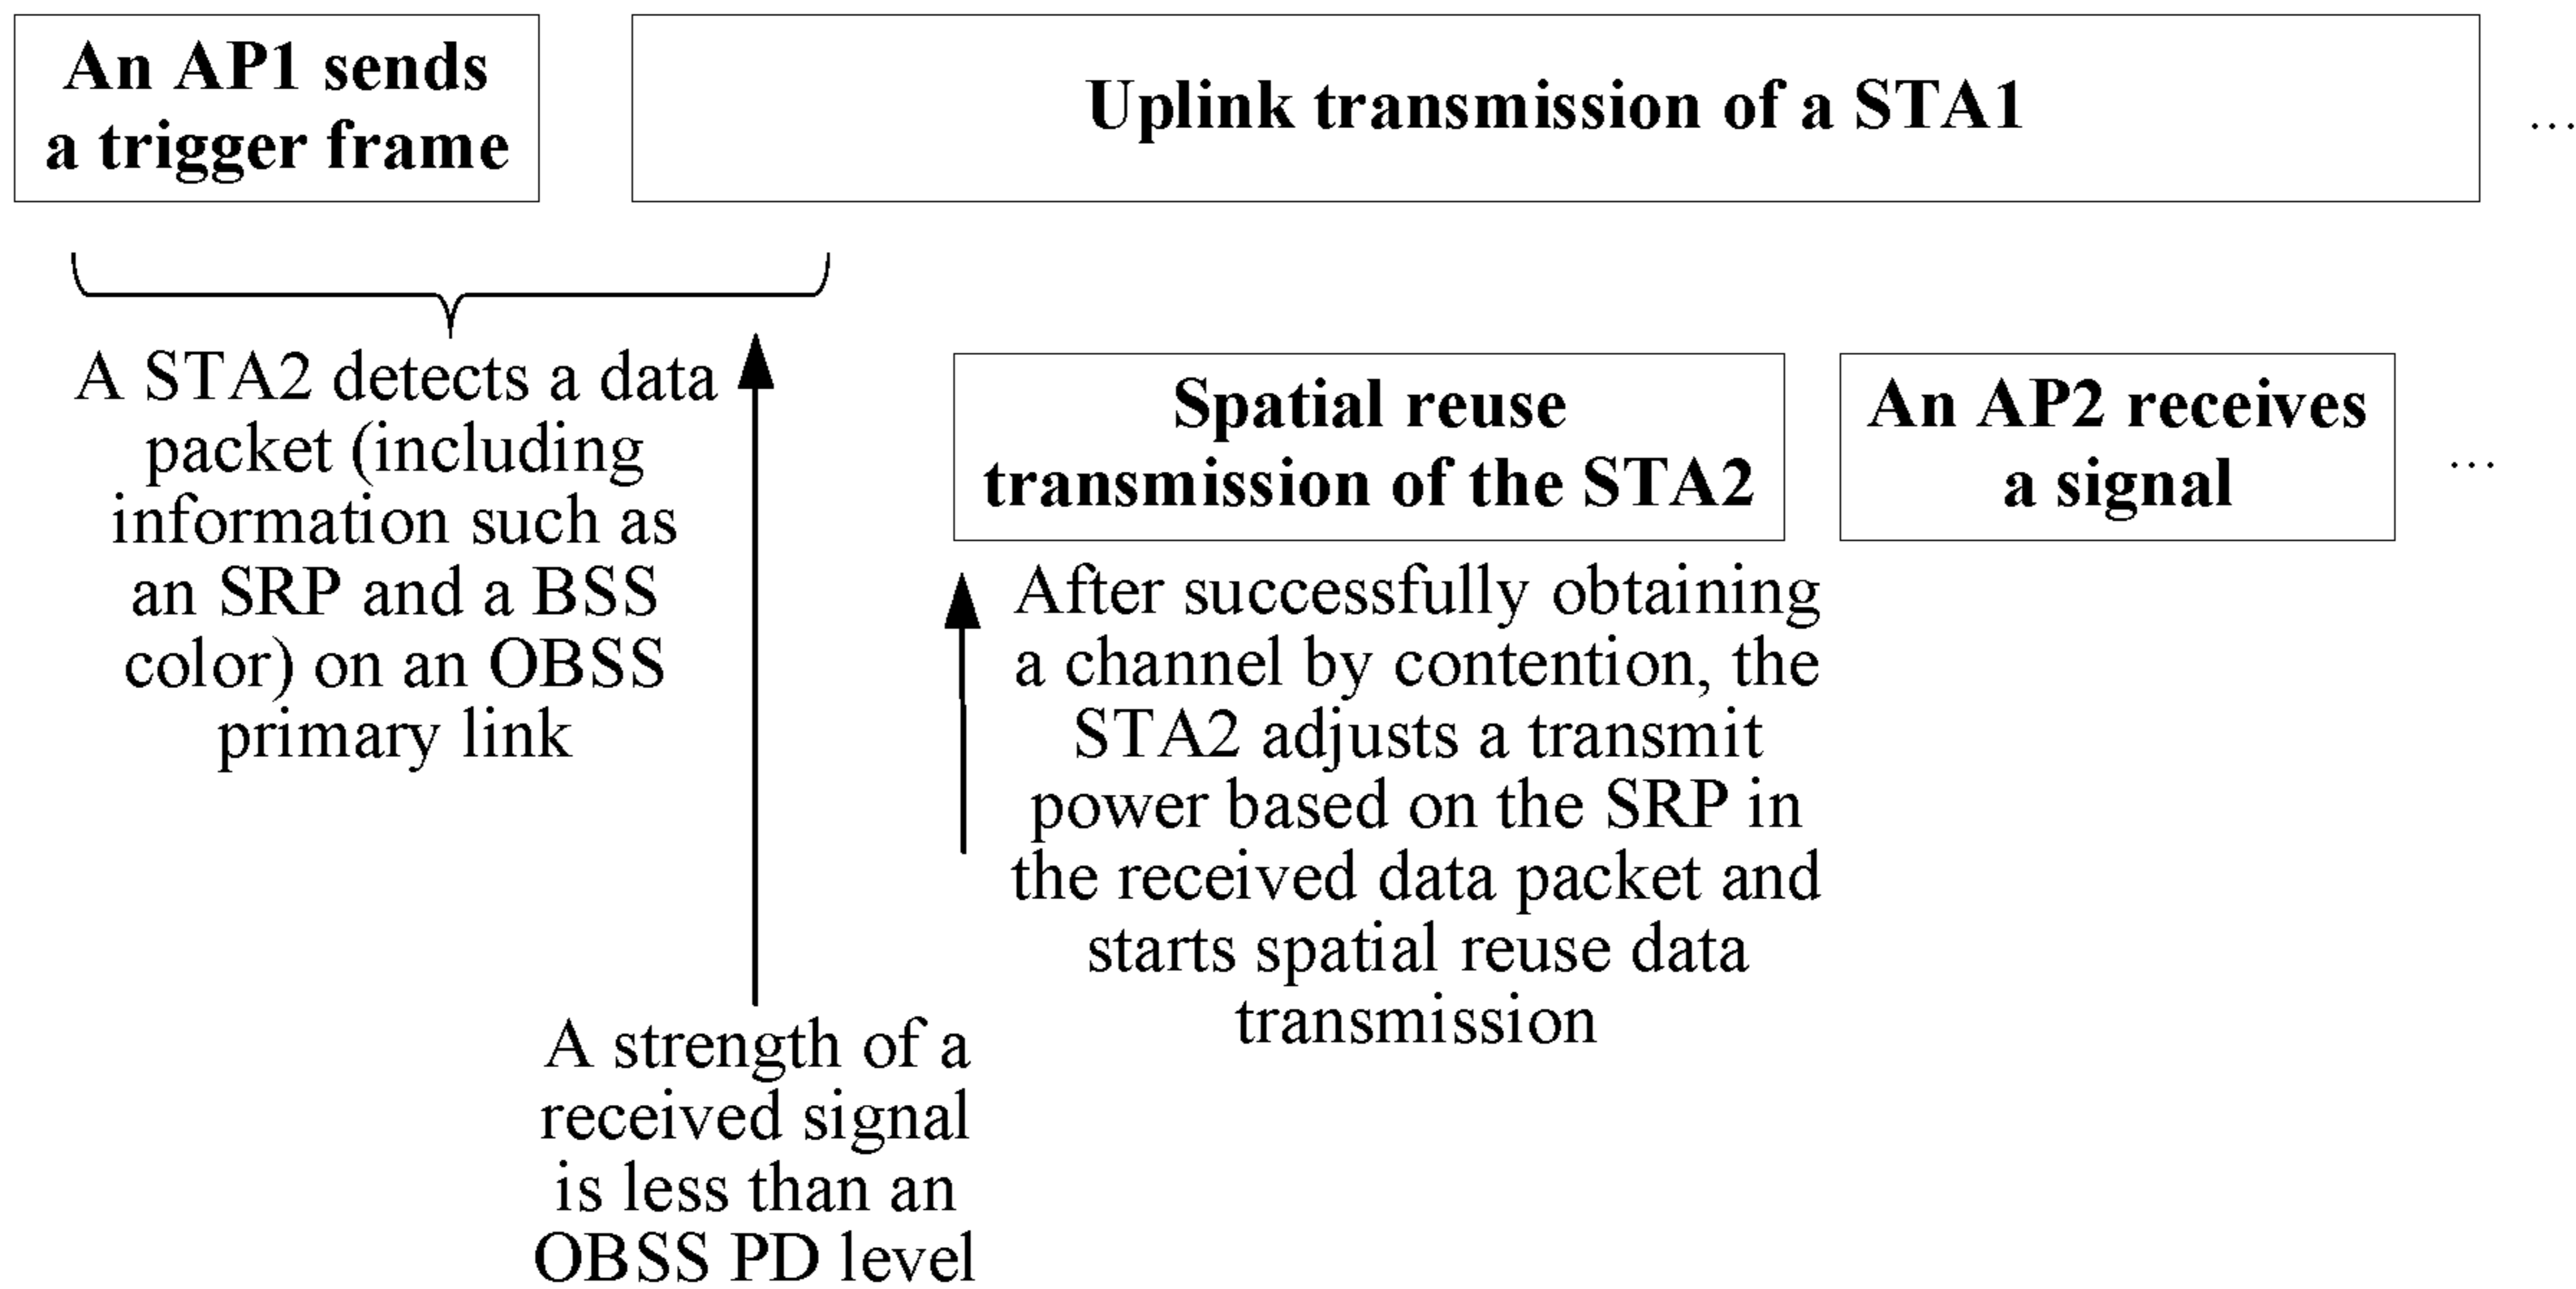 An AP1 sends
a trigger frame
Uplink transmission of a STA1
...
A STA2 detects a data
packet (including
information such as
an SRP and a BSS
color) on an OBSS
primary link
Spatial reuse
transmission of the STA2
An AP2 receives
a signal
...
After successfully obtaining
a channel by contention, the
STA2 adjusts a transmit
power based on the SRP in
the received data packet and
starts spatial reuse data
transmission
A strength of a
received signal
is less than an
OBSS PD level